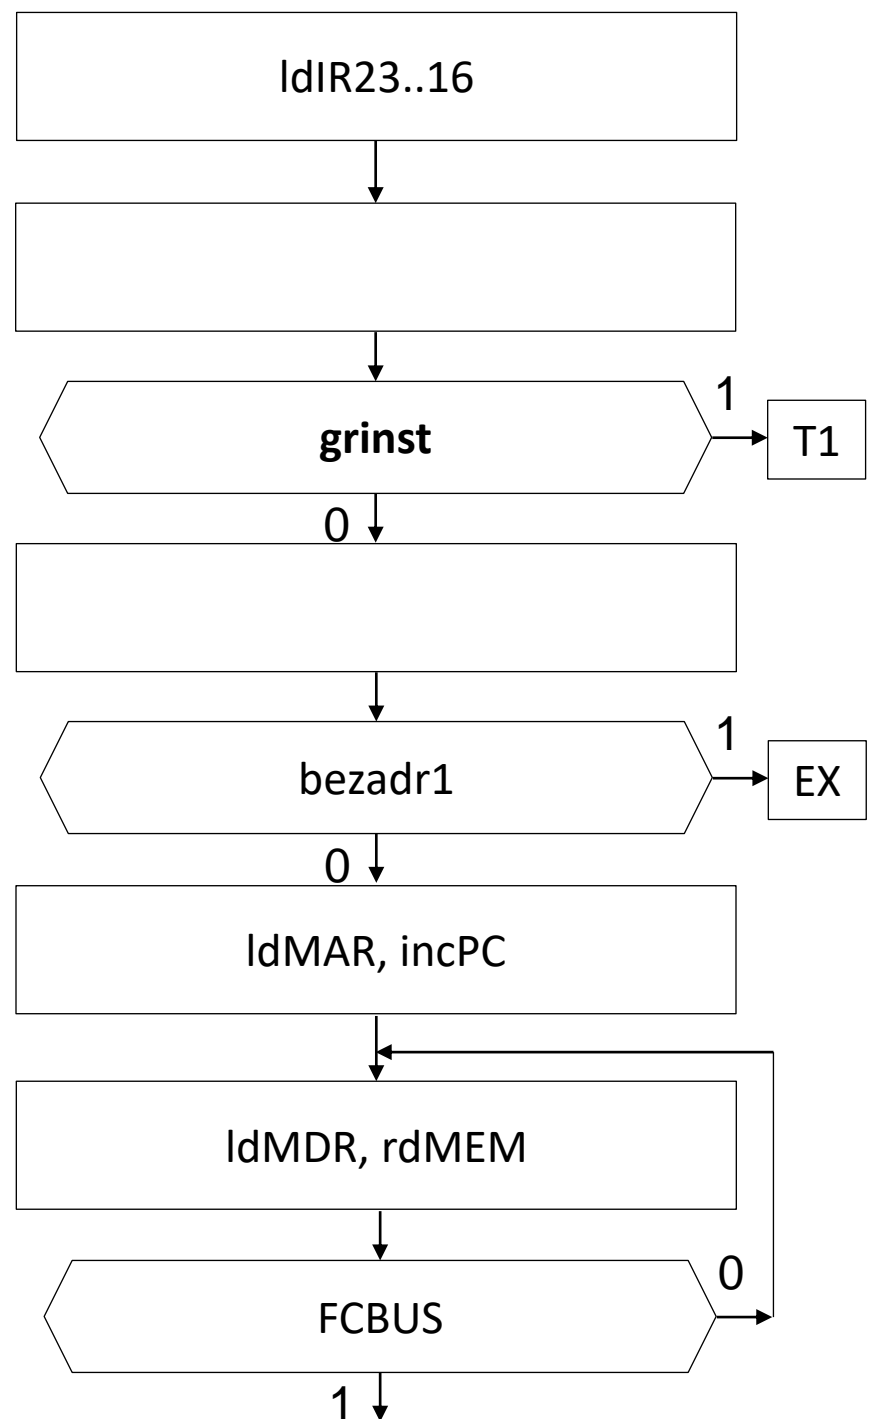 ldIR23..16
1
grinst
T1
0
1
bezadr1
EX
0
ldMAR, incPC
ldMDR, rdMEM
0
FCBUS
1